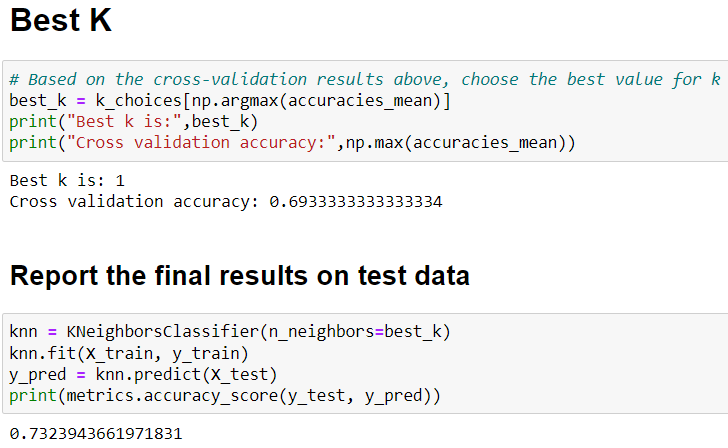 Best K
# Based on the cross-validation results above, choose the best value for k
best_k = k_choices[np.argmax(accuracies_mean)]
print("Best k is:",best_k)
print("Cross validation accuracy:",np.max(accuracies_mean))
Best k is: 1
Cross validation accuracy: 0.6933333333333334
Report the final results on test data
knn = KNeighborsClassifier(n_neighbors=best_k)
knn.fit(X_train, y_train)
y_pred = knn.predict(X_test)
print(metrics.accuracy_score(y_test, y_pred))
0.7323943661971831